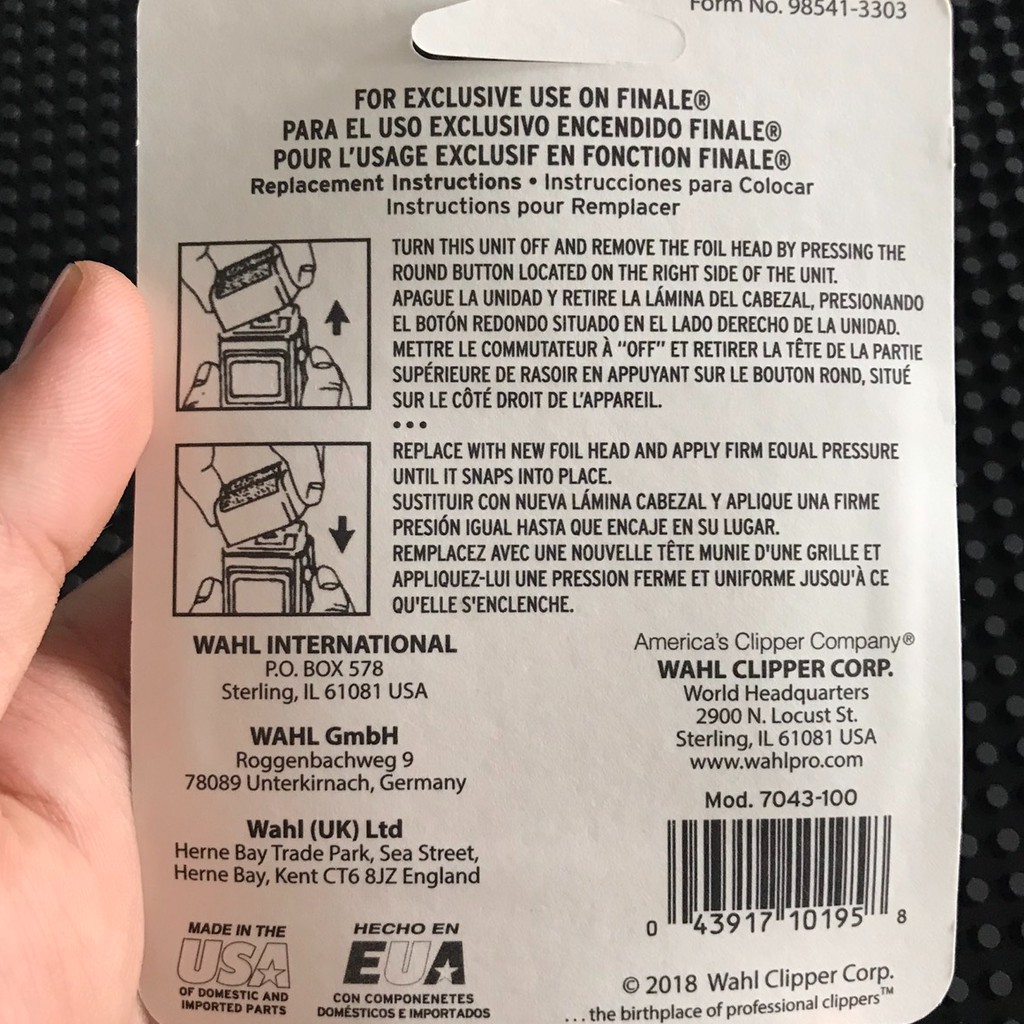 Form No. 98541-3303
FOR EXCLUSIVE USE ON FINALE®
PARA EL USO EXCLUSIVO ENCENDIDO FINALE®
POUR L'USAGE EXCLUSIF EN FONCTION FINALE®
Replacement Instructions • Instrucciones para Colocar
Instructions pour Remplacer
TURN THIS UNIT OFF AND REMOVE THE FOIL HEAD BY PRESSING THE
ROUND BUTTON LOCATED ON THE RIGHT SIDE OF THE UNIT.
APAGUE LA UNIDAD Y RETIRE LA LÁMINA DEL CABEZAL, PRESIONANDO
EL BOTÓN REDONDO SITUADO EN EL LADO DERECHO DE LA UNIDAD.
METTRE LE COMMUTATEUR À “OFF” ET RETIRER LA TÊTE DE LA PARTIE
SUPÉRIEURE DE RASOIR EN APPUYANT SUR LE BOUTON ROND, SITUÉ
SUR LE CÔTÉ DROIT DE L'APPAREIL.
•••
REPLACE WITH NEW FOIL HEAD AND APPLY FIRM EQUAL PRESSURE
UNTIL IT SNAPS INTO PLACE.
SUSTITUIR CON NUEVA LÁMINA CABEZAL Y APLIQUE UNA FIRME
PRESIÓN IGUAL HASTA QUE ENCAJE EN SU LUGAR.
REMPLACEZ AVEC UNE NOUVELLE TÊTE MUNIE D'UNE GRILLE ET
APPLIQUEZ-LUI UNE PRESSION FERME ET UNIFORME JUSQU'À CE
QU'ELLE S'ENCLENCHE.
WAHL INTERNATIONAL
P.O. BOX 578
Sterling, IL 61081 USA
WAHL GmbH
Roggenbachweg 9
78089 Unterkirnach, Germany
Wahl (UK) Ltd
Herne Bay Trade Park, Sea Street,
Herne Bay, Kent CT6 8JZ England
MADE IN THE
USA
OF DOMESTIC AND
IMPORTED PARTS
HECHO EN
EUA
CON COMPONENETES
DOMÉSTICOS E IMPORTADOS
America's Clipper Company®
WAHL CLIPPER CORP.
World Headquarters
2900 N. Locust St.
Sterling, IL 61081 USA
www.wahlpro.com
Mod. 7043-100
0 43917 10195 8
© 2018 Wahl Clipper Corp.
...the birthplace of professional clippers™